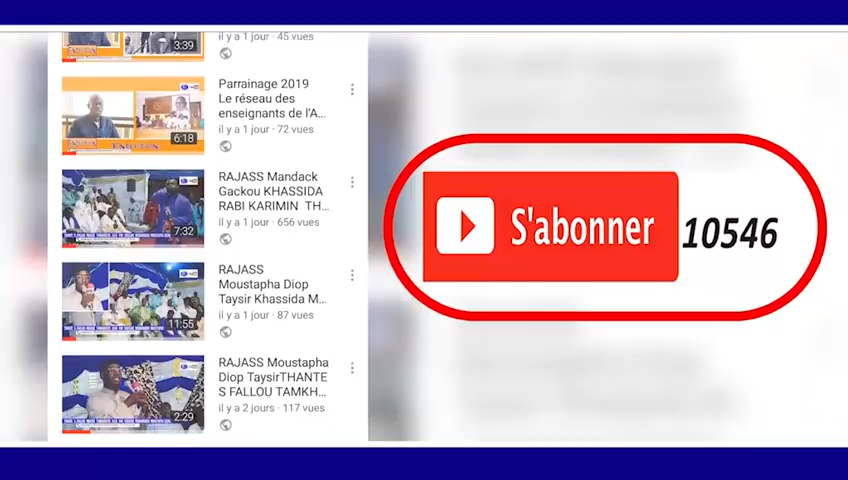 3:39
il y a 1 jour · 45 vues
Parrainage 2019
Le réseau des
enseignants de l'A...
il y a 1 jour · 72 vues
6:18
RAJASS Mandack
Gackou KHASSIDA
RABI KARIMIN TH...
il y a 1 jour · 656 vues
7:32
RAJASS
Moustapha Diop
Taysir Khassida M...
il y a 1 jour · 87 vues
11:55
RAJASS Moustapha
Diop TaysirTHANTE
S FALLOU TAMKH...
il y a 2 jours · 117 vues
2:29
S'abonner
10546